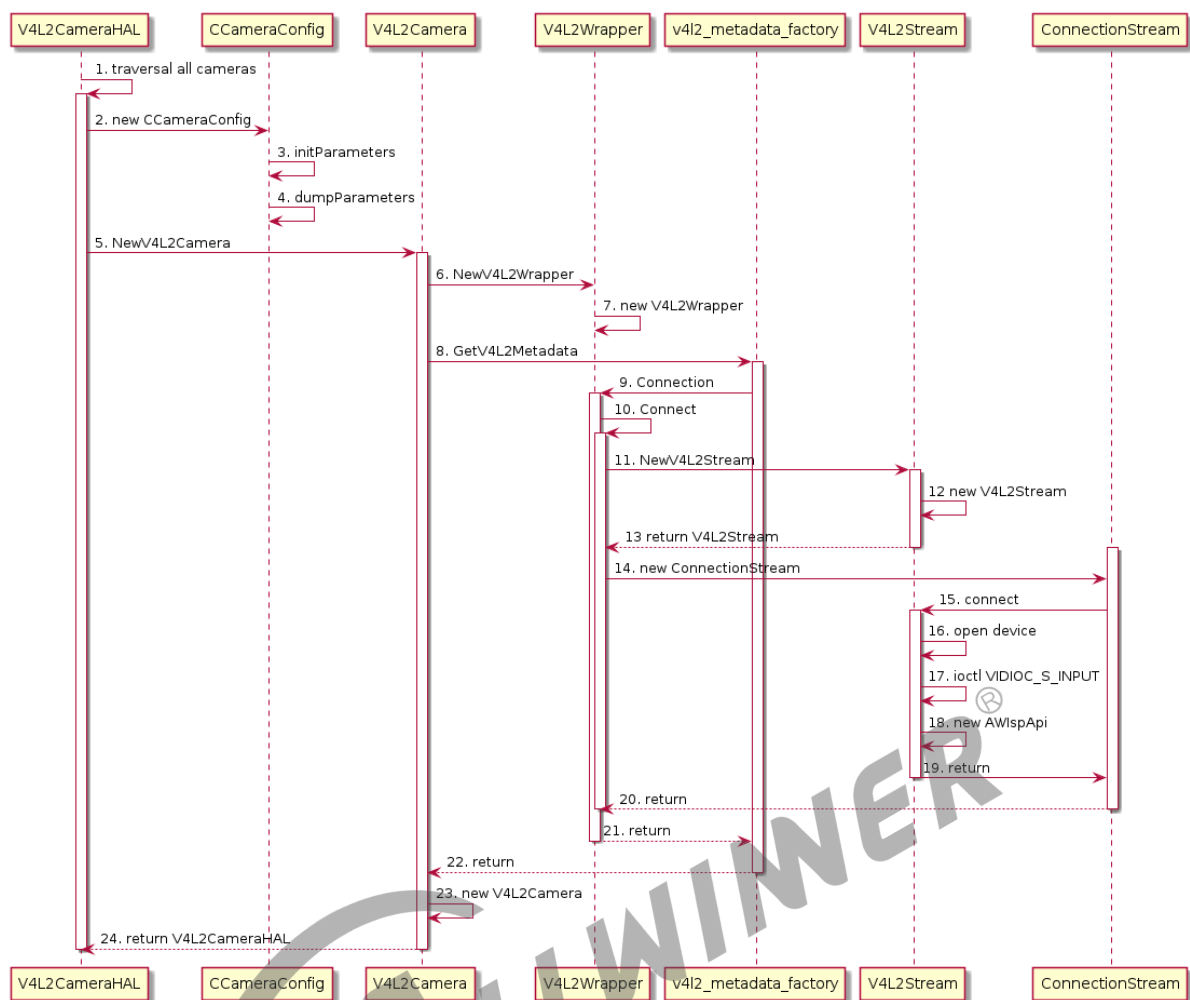 V4L2CameraHAL
CCameraConfig
V4L2Camera
V4L2Wrapper
v4l2_metadata_factory
V4L2Stream
ConnectionStream
1. traversal all cameras
2. new CCameraConfig
3. initParameters
4. dumpParameters
5. NewV4L2Camera
6. NewV4L2Wrapper
7. new V4L2Wrapper
8. GetV4L2Metadata
9. Connection
10. Connect
11. NewV4L2Stream
12 new V4L2Stream
13 return V4L2Stream
14. new ConnectionStream
15. connect
16. open device
17. ioctl VIDIOC_S_INPUT
18. new AWIspApi
19. return
20. return
21. return
22. return
23. new V4L2Camera
24. return V4L2CameraHAL
V4L2CameraHAL
CCameraConfig
V4L2Camera
V4L2Wrapper
v4l2_metadata_factory
V4L2Stream
ConnectionStream